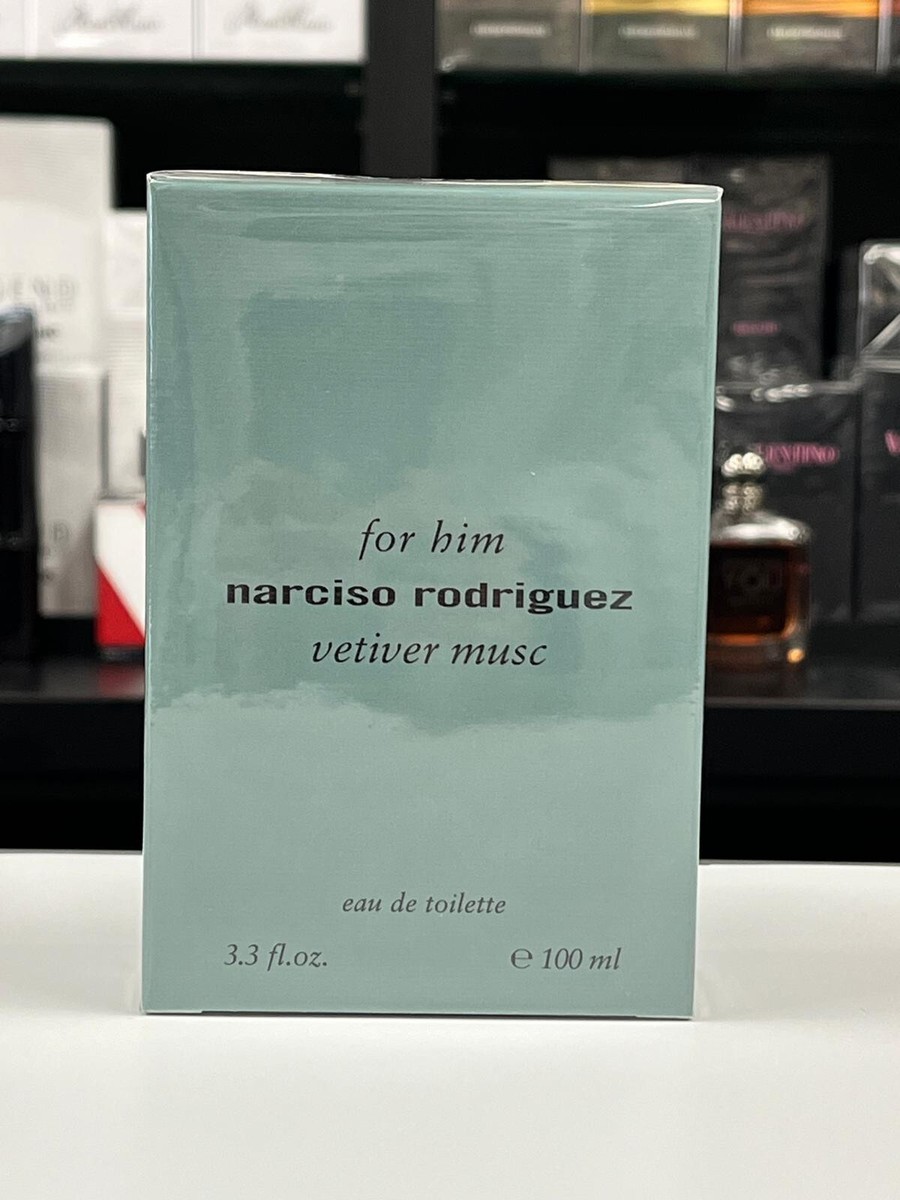 for him
narciso rodriguez
vetiver musc
eau de toilette
3.3 fl.oz.
℮ 100 ml